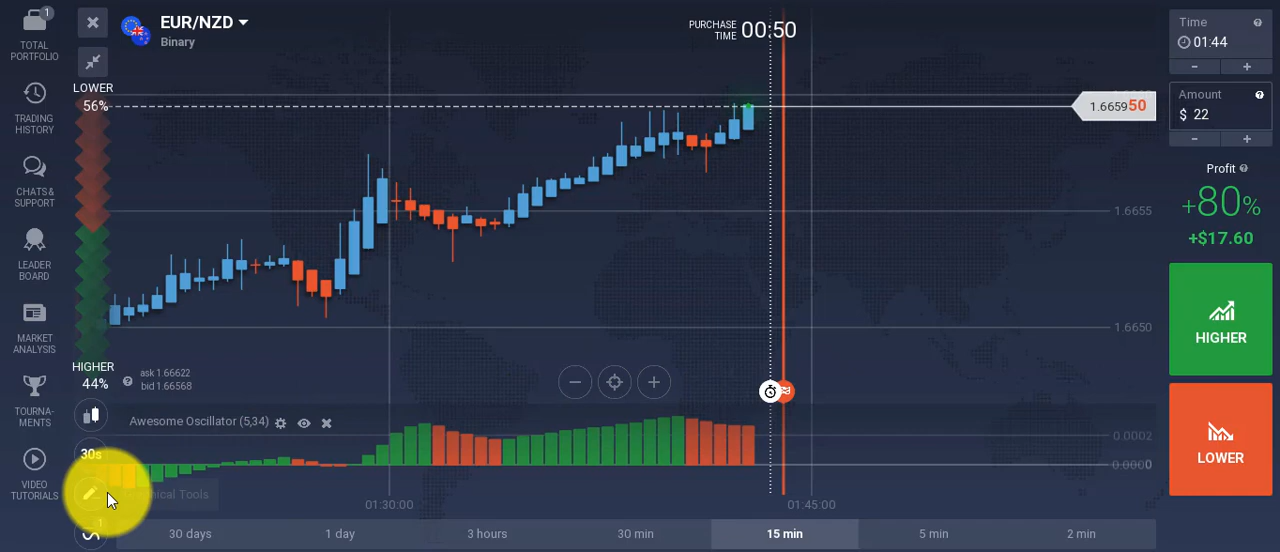 1
TOTAL
PORTFOLIO
TRADING
HISTORY
CHATS &
SUPPORT
LEADER
BOARD
MARKET
ANALYSIS
TOURNA-
MENTS
VIDEO
TUTORIALS
EUR/NZD
Binary
LOWER
56%
HIGHER
44%
ask 1.66622
bid 1.66568
PURCHASE
TIME
00:50
1.665950
1.6655
1.6650
Awesome Oscillator (5,34)
0.0002
0.0000
30s
Tools
01:30:00
01:45:00
30 days
1 day
3 hours
30 min
15 min
5 min
2 min
Time
01:44
-
+
Amount
$ 22
-
+
Profit
+80%
+$17.60
HIGHER
LOWER